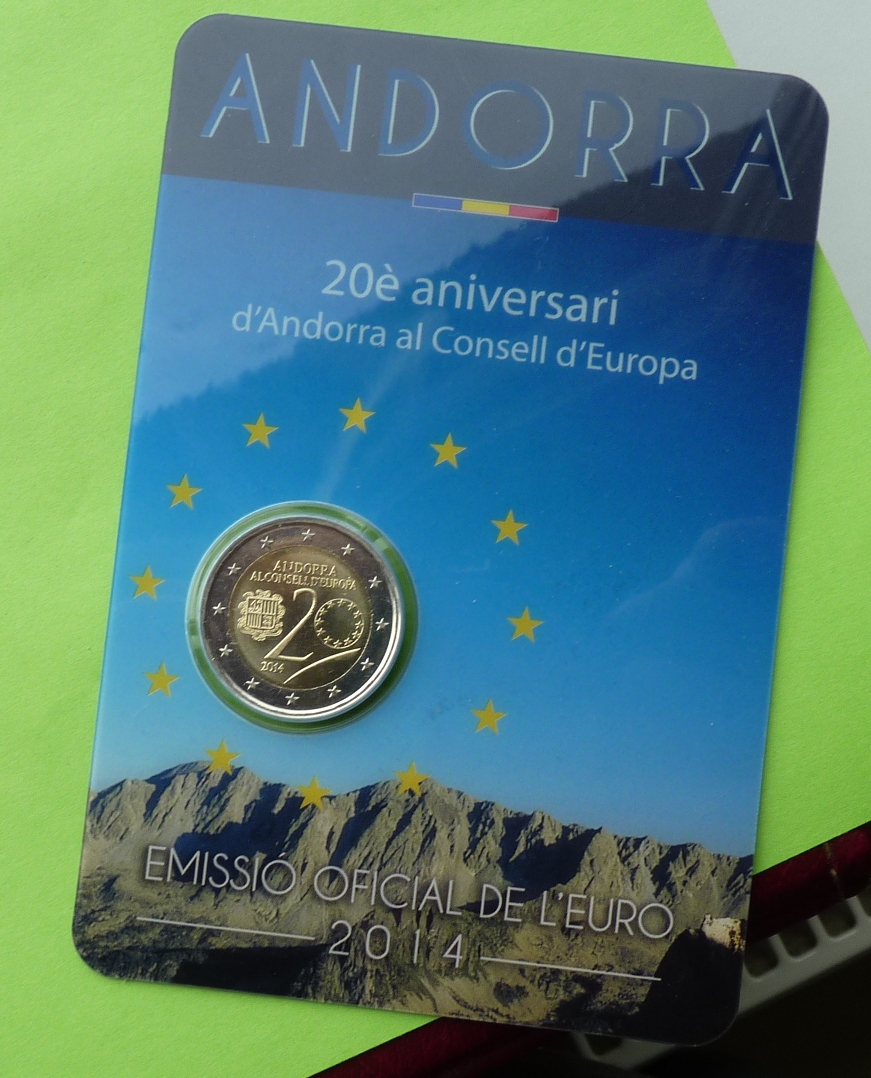 ANDORRA
20è aniversari
d'Andorra al Consell d'Europa
ANDORRA
AL CONSELL D'EUROPA
20
2014
EMISSIÓ OFICIAL DE L'EURO
2014